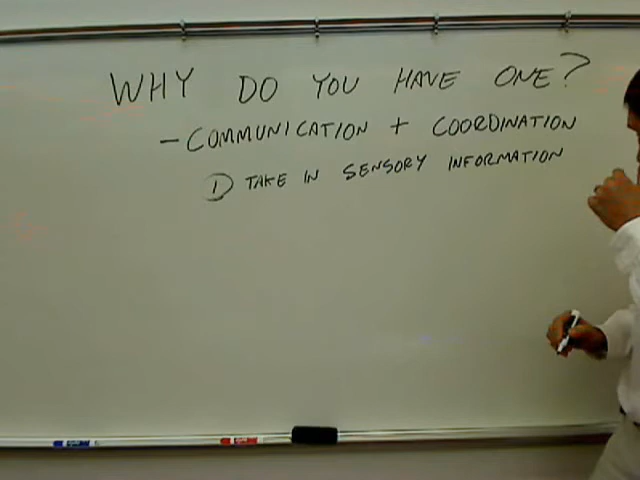 WHY DO YOU HAVE ONE?
- COMMUNICATION + COORDINATION
① TAKE IN SENSORY INFORMATION